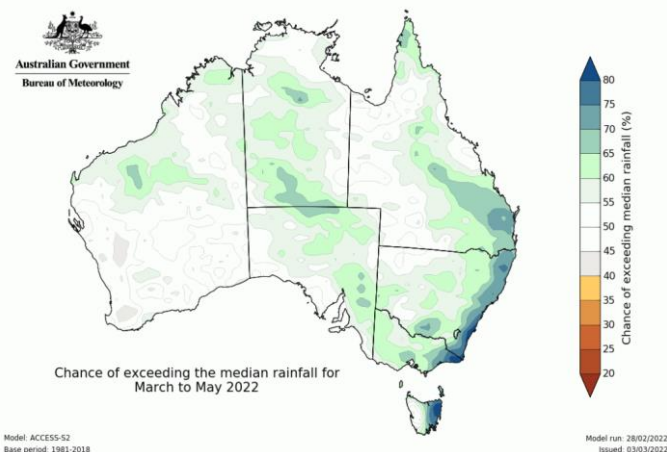 Australian Government
Bureau of Meteorology
80
75
70
65
60
55
50
45
40
35
30
25
20
Chance of exceeding median rainfall (%)
Chance of exceeding the median rainfall for
March to May 2022
Model: ACCESS-S2
Base period: 1981-2018
Model run: 28/02/2022
Issued: 03/03/2022